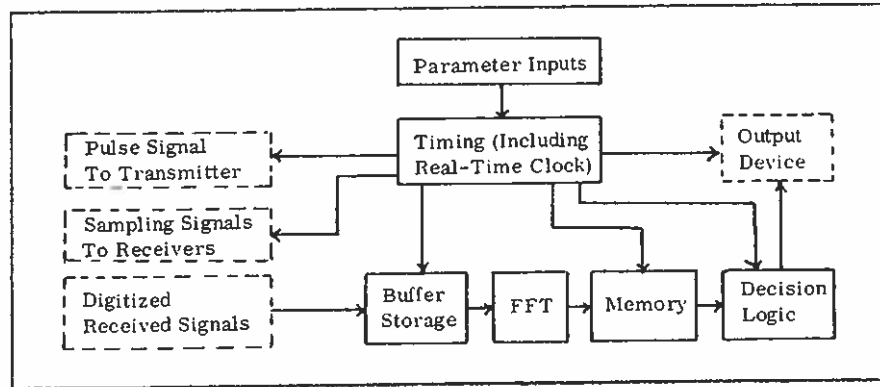 Parameter Inputs
Pulse Signal
To Transmitter
Timing (Including
Real-Time Clock)
Output
Device
Sampling Signals
To Receivers
Digitized
Received Signals
Buffer
Storage
FFT
Memory
Decision
Logic